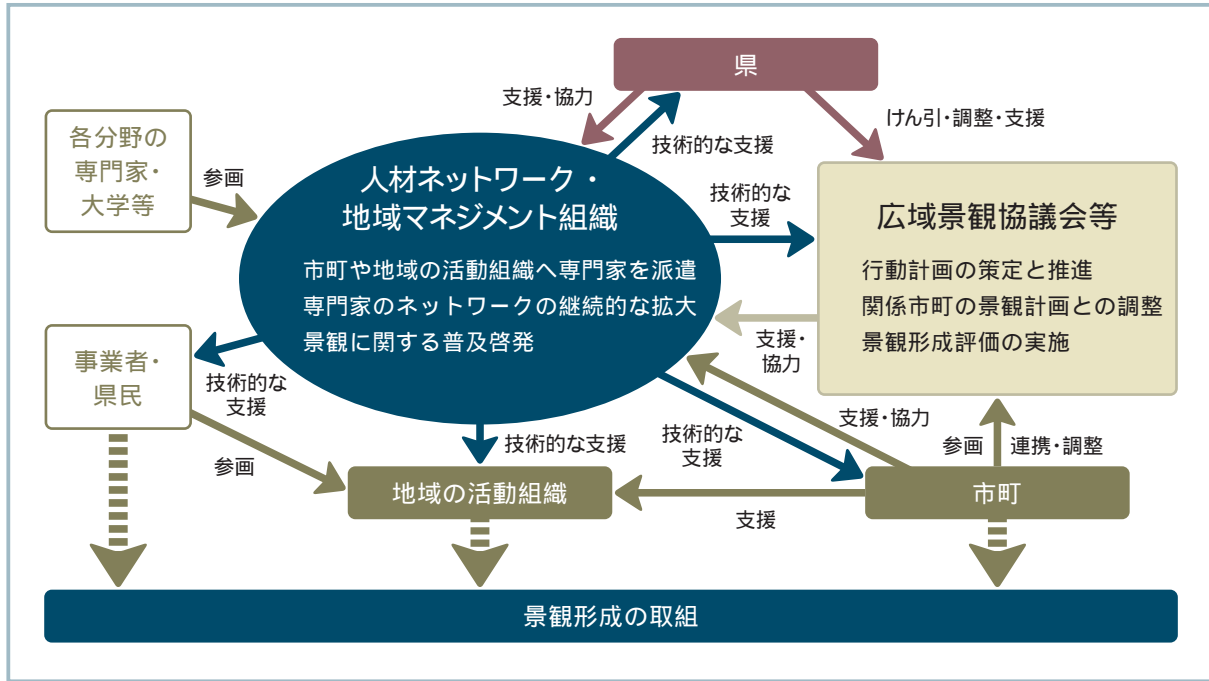 県
支援・協力
けん引・調整・支援
技術的な支援
各分野の
専門家・
大学等
参画
人材ネットワーク・
地域マネジメント組織
市町や地域の活動組織へ専門家を派遣
専門家のネットワークの継続的な拡大
景観に関する普及啓発
技術的な
支援
広域景観協議会等
行動計画の策定と推進
関係市町の景観計画との調整
景観形成評価の実施
支援・
協力
事業者・
県民
技術的な
支援
参画
技術的な支援
技術的な
支援
支援・協力
参画
連携・調整
地域の活動組織
支援
市町
景観形成の取組